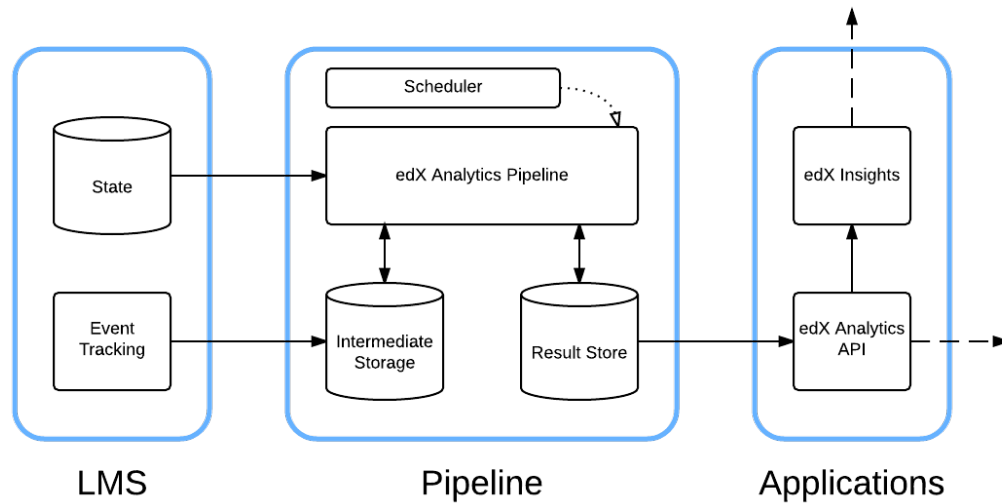 Scheduler
State
edX Analytics Pipeline
edX Insights
Event
Tracking
Intermediate
Storage
Result Store
edX Analytics
API
LMS
Pipeline
Applications